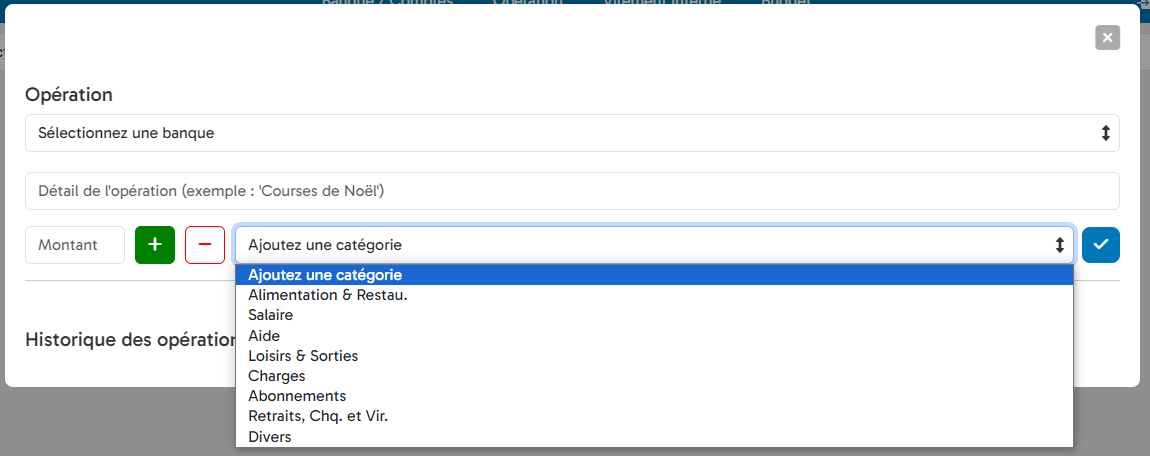 Banque / Comptes Opération Virement interne Budget
Opération
Sélectionnez une banque
Détail de l'opération (exemple : 'Courses de Noël')
Montant
Ajoutez une catégorie
Ajoutez une catégorie
Alimentation & Restau.
Salaire
Aide
Loisirs & Sorties
Charges
Abonnements
Retraits, Chq. et Vir.
Divers
Historique des opération